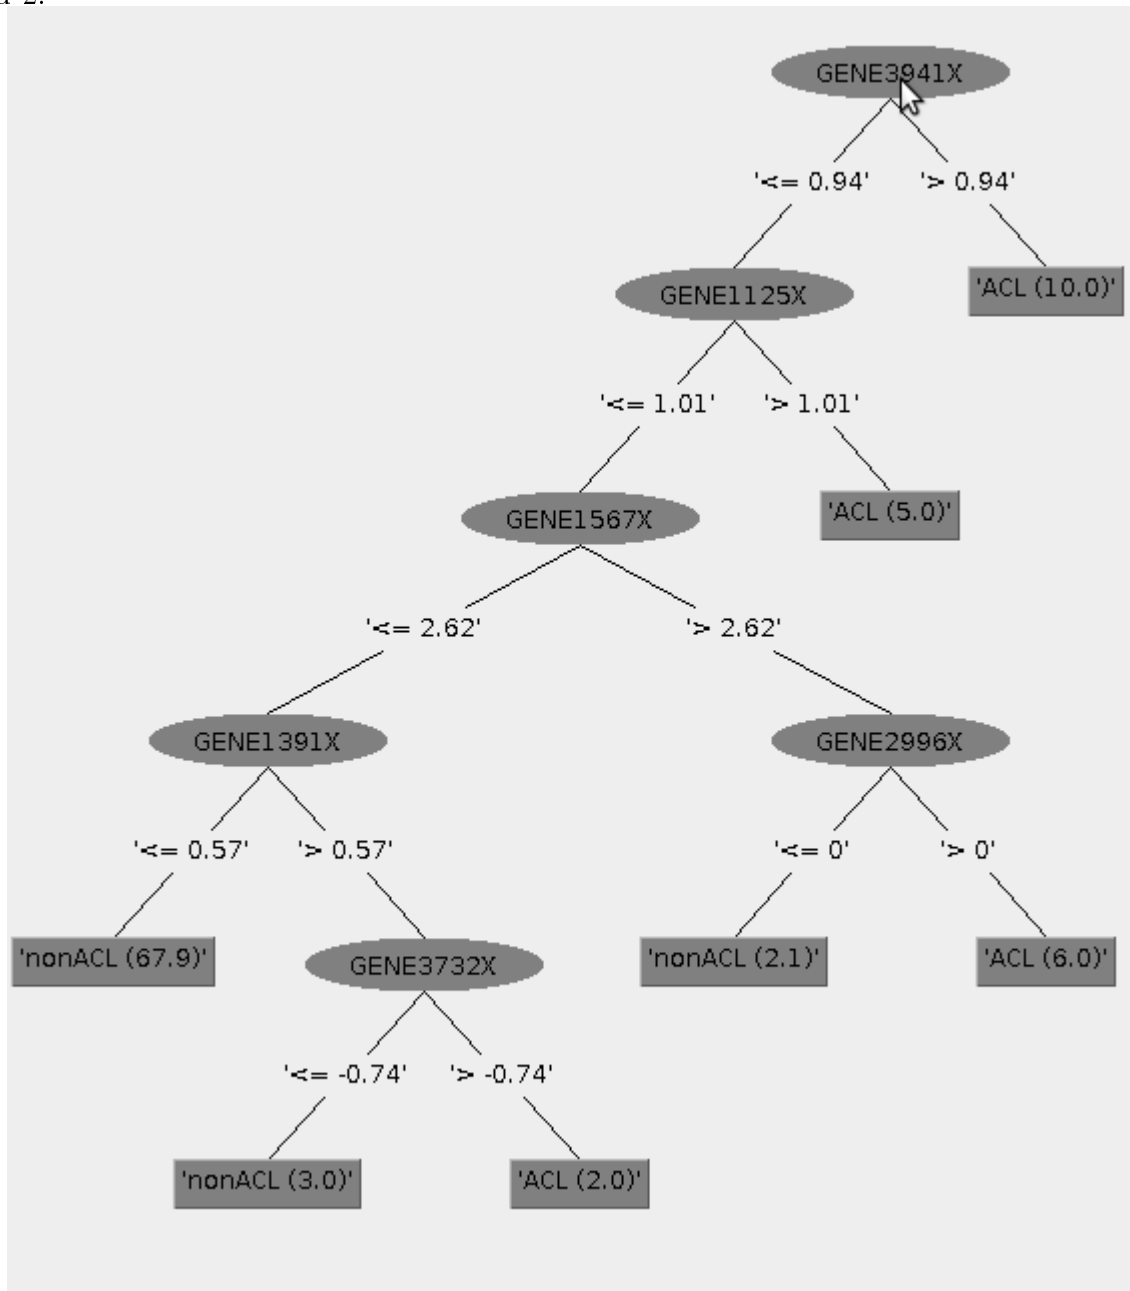 GENE3941X
'<= 0.94' '> 0.94'
GENE1125X 'ACL (10.0)'
'<= 1.01' '> 1.01'
GENE1567X 'ACL (5.0)'
'<= 2.62' '> 2.62'
GENE1391X GENE2996X
'<= 0.57' '> 0.57' '<= 0' '> 0'
'nonACL (67.9)' GENE3732X 'nonACL (2.1)' 'ACL (6.0)'
'<= -0.74' '> -0.74'
'nonACL (3.0)' 'ACL (2.0)'